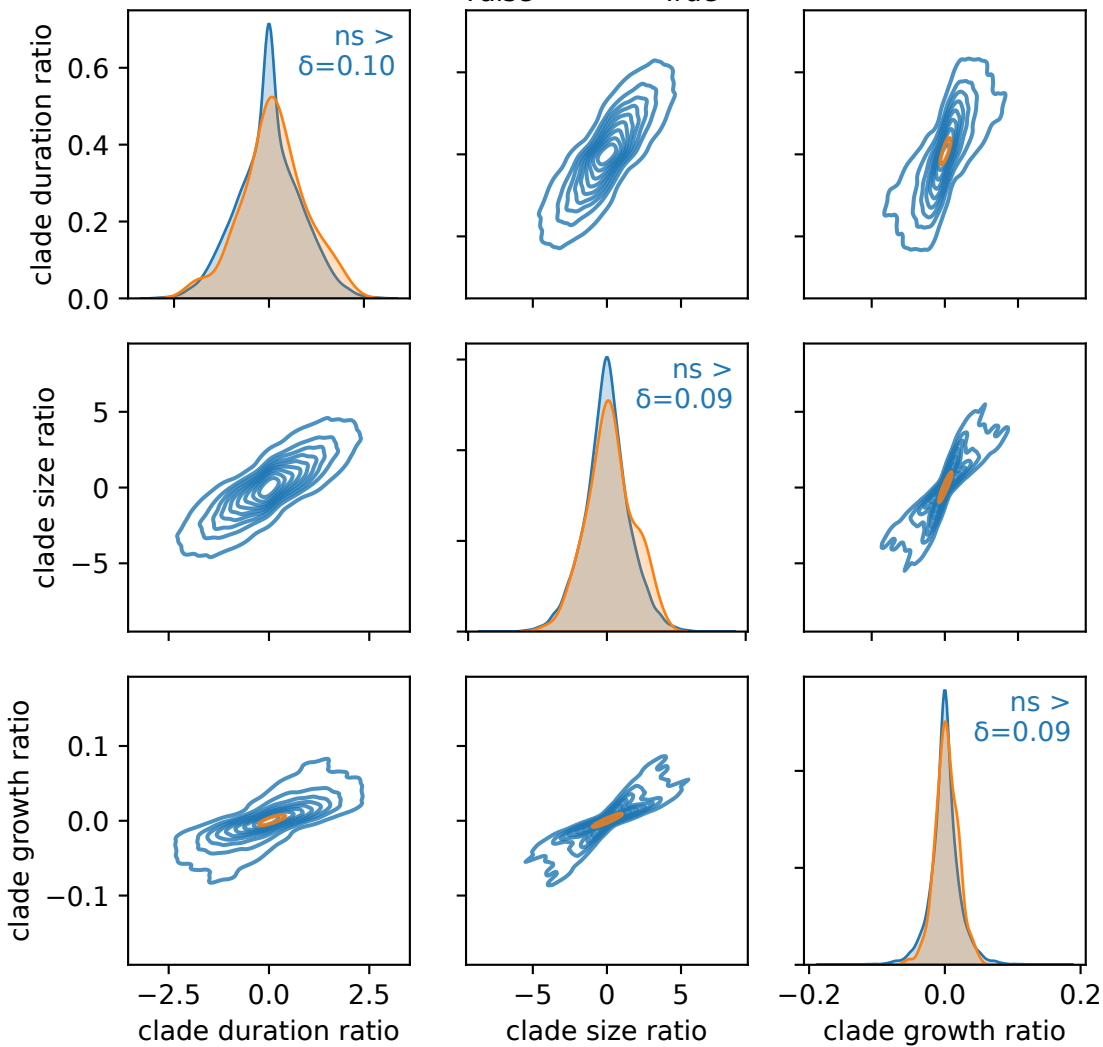 clade duration ratio
0.6
0.4
0.2
0.0
ns >
δ=0.10
clade size ratio
5
0
−5
ns >
δ=0.09
clade growth ratio
0.1
0.0
−0.1
ns >
δ=0.09
−2.5 0.0 2.5
−5 0 5
−0.2 0.0 0.2
clade duration ratio
clade size ratio
clade growth ratio